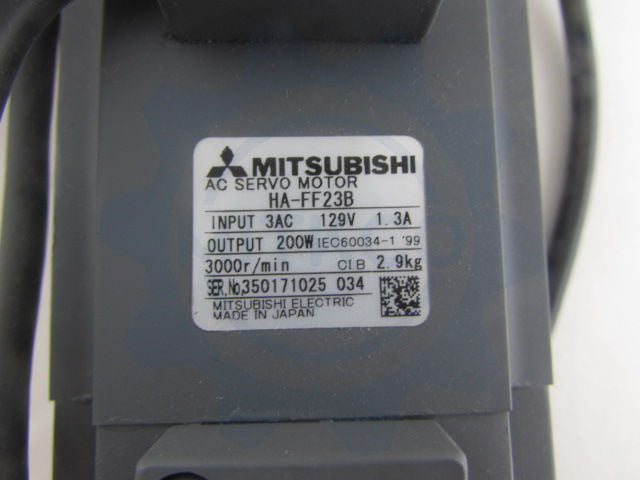 MITSUBISHI
AC SERVO MOTOR
HA-FF23B
INPUT 3AC 129V 1.3A
OUTPUT 200W IEC60034-1 '99
3000r/min CI B 2.9kg
SER.No.350171025 034
MITSUBISHI ELECTRIC
MADE IN JAPAN